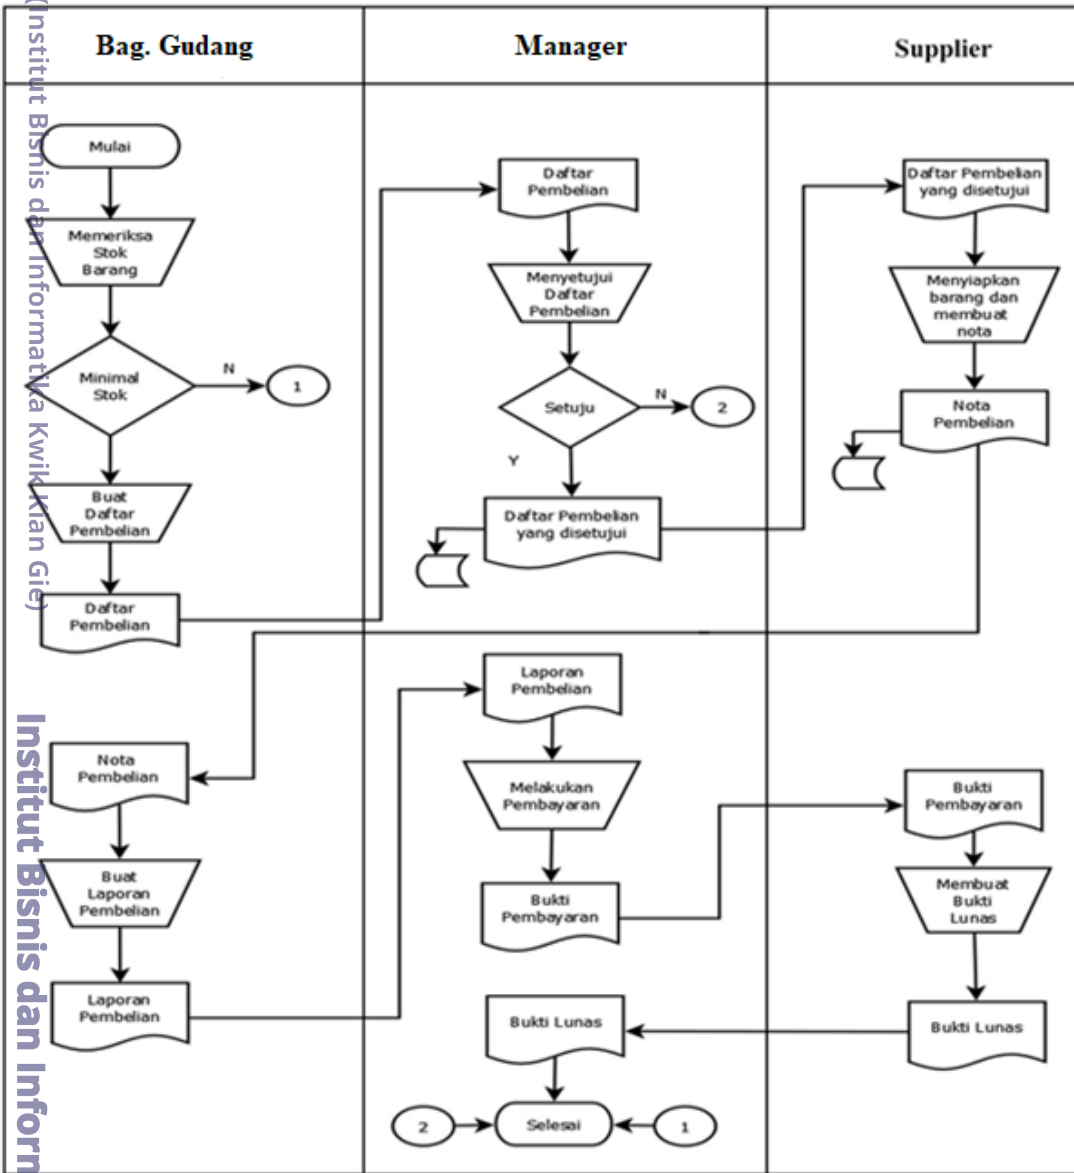 Bag. Gudang
Manager
Supplier
(Institut Bisnis dan Informatika Kwik Kian Gie)
Institut Bisnis dan Inform
Mulai
Memeriksa
Stok
Barang
Minimal
Stok
N
1
Buat
Daftar
Pembelian
Daftar
Pembelian
Daftar
Pembelian
Menyetujui
Daftar
Pembelian
Setuju
N
2
Y
Daftar Pembelian
yang disetujui
Daftar Pembelian
yang disetujui
Menyiapkan
barang dan
membuat
nota
Nota
Pembelian
Nota
Pembelian
Buat
Laporan
Pembelian
Laporan
Pembelian
Laporan
Pembelian
Melakukan
Pembayaran
Bukti
Pembayaran
Bukti
Pembayaran
Membuat
Bukti
Lunas
Bukti Lunas
Bukti Lunas
2
Selesai
1